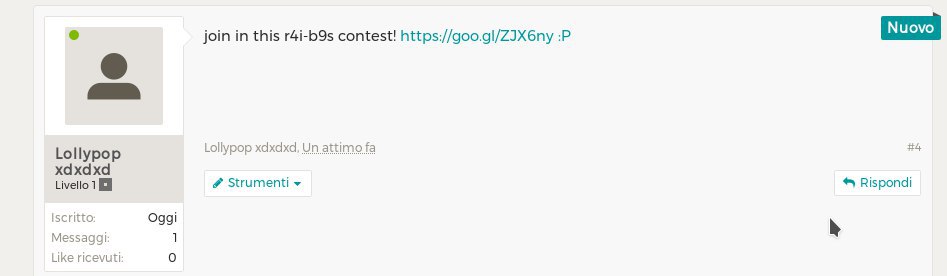 join in this r4i-b9s contest! https://goo.gl/ZJX6ny :P
Nuovo
Lollypop
xdxdxd
Livello 1
Lollypop xdxdxd, Un attimo fa
#4
Strumenti
Rispondi
Iscritto: Oggi
Messaggi: 1
Like ricevuti: 0